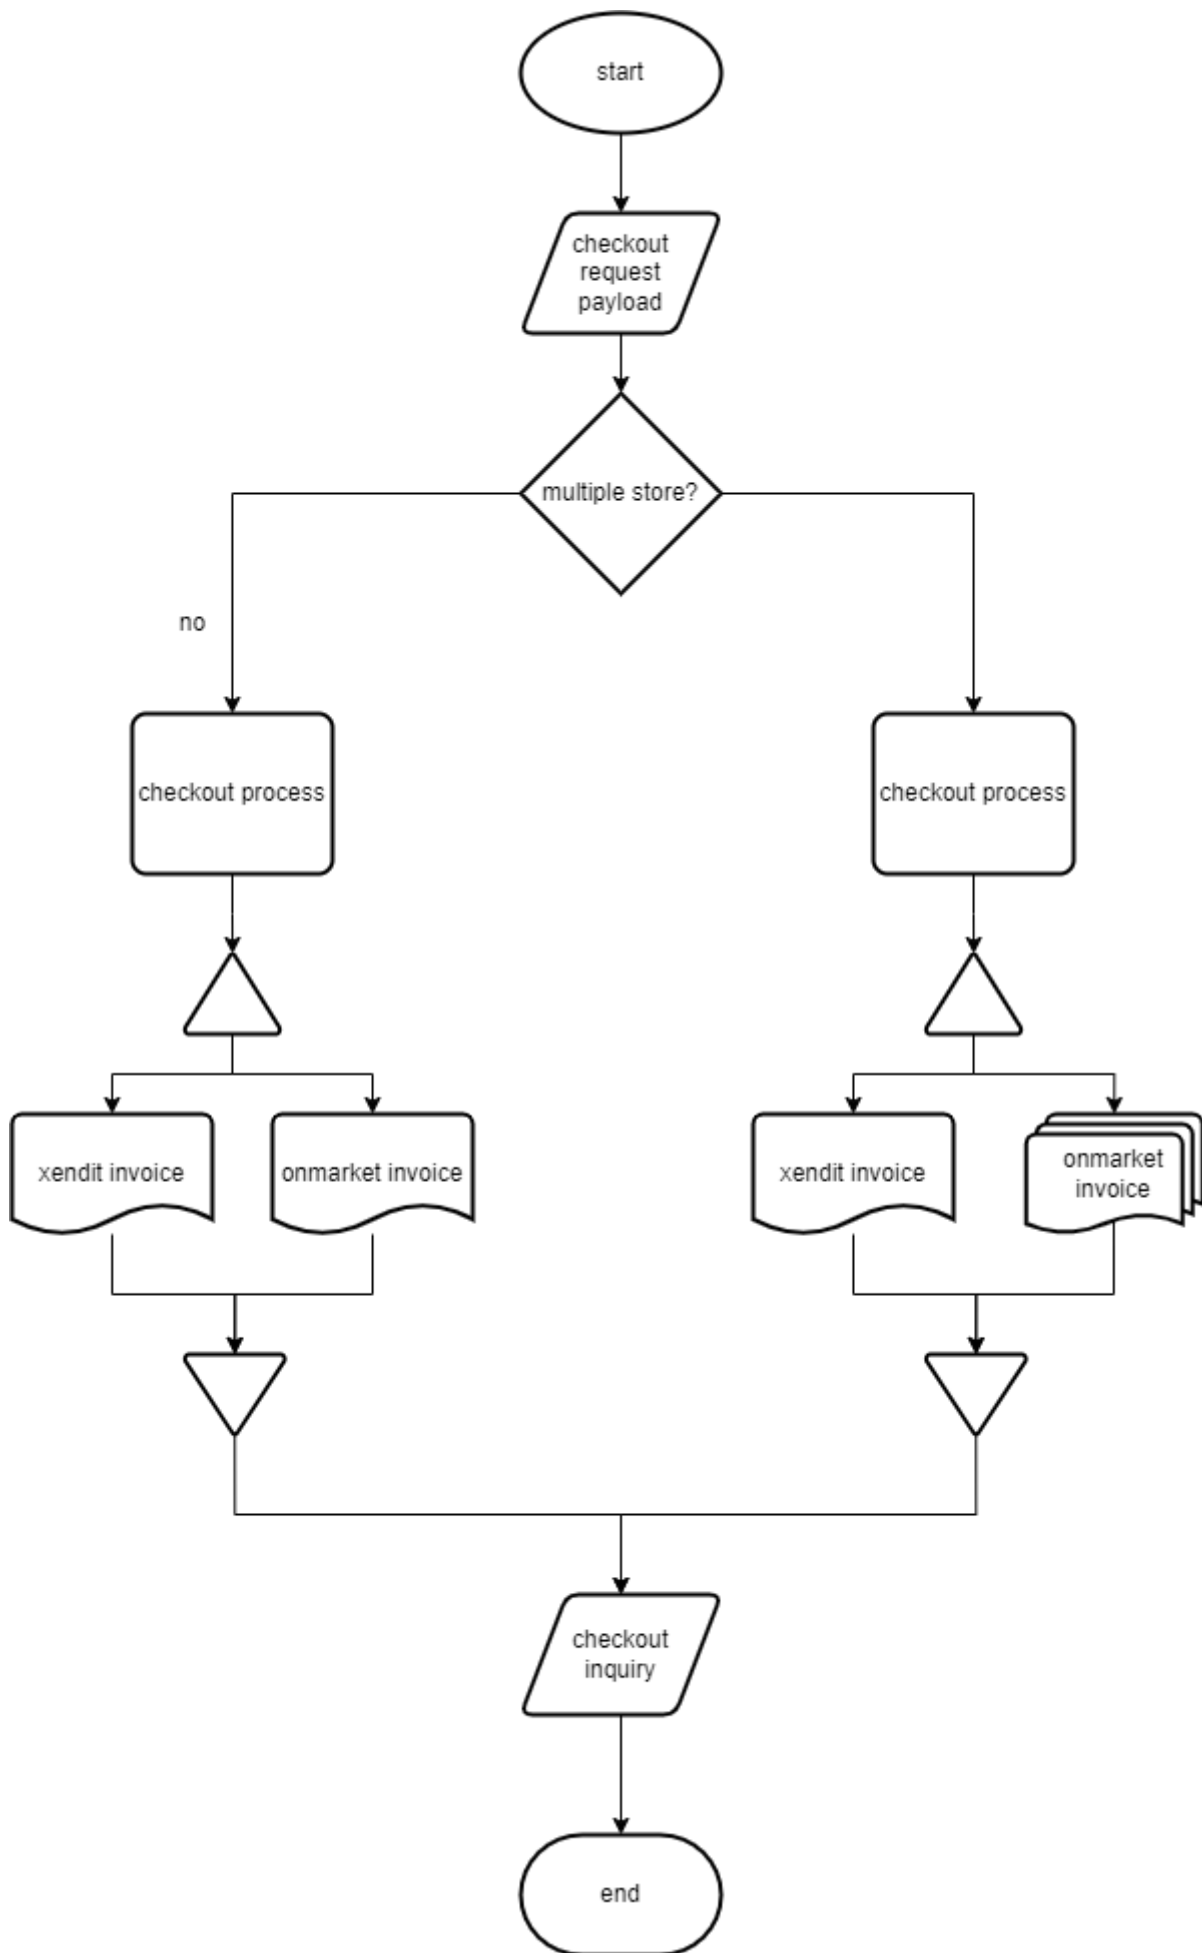 start
checkout
request
payload
multiple store?
no
checkout process
checkout process
xendit invoice
onmarket invoice
xendit invoice
onmarket
invoice
checkout
inquiry
end